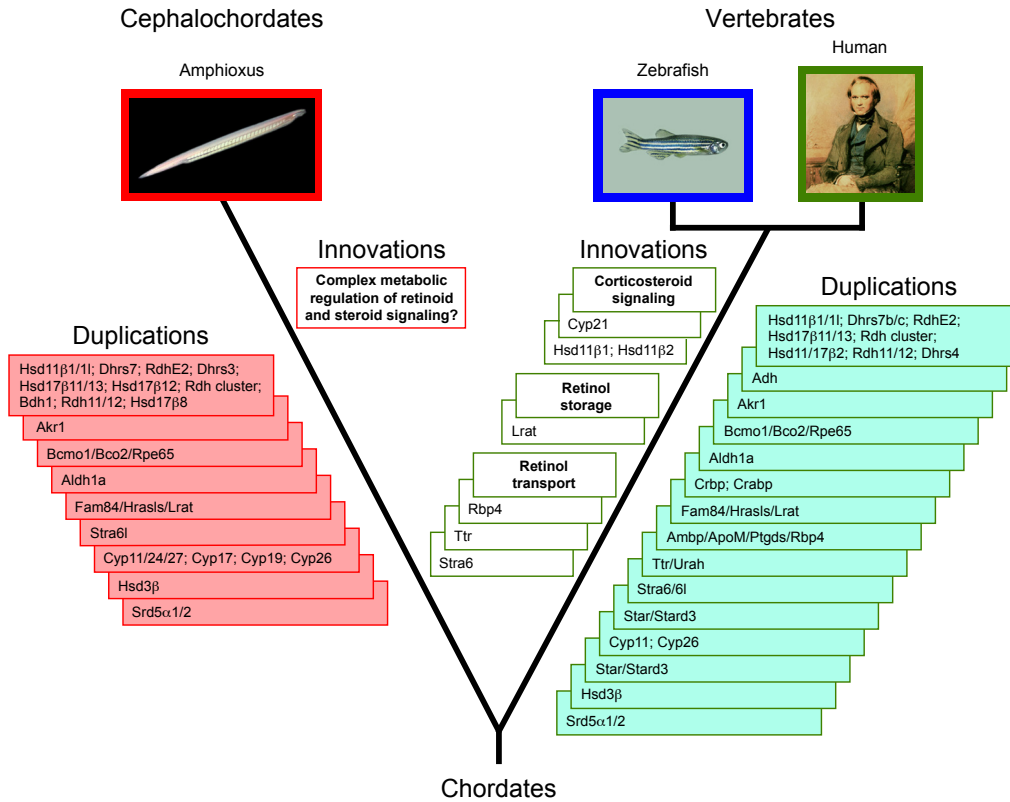 Cephalochordates
Vertebrates
Amphioxus
Zebrafish
Human
Innovations
Complex metabolic
regulation of retinoid
and steroid signaling?
Duplications
Hsd11β1/1l; Dhrs7; RdhE2; Dhrs3;
Hsd17β11/13; Hsd17β12; Rdh cluster;
Bdh1; Rdh11/12; Hsd17β8
Akr1
Bcmo1/Bco2/Rpe65
Aldh1a
Fam84/Hrasls/Lrat
Stra6l
Cyp11/24/27; Cyp17; Cyp19; Cyp26
Hsd3β
Srd5α1/2
Innovations
Corticosteroid
signaling
Cyp21
Hsd11β1; Hsd11β2
Retinol
storage
Lrat
Retinol
transport
Rbp4
Ttr
Stra6
Duplications
Hsd11β1/1l; Dhrs7b/c; RdhE2;
Hsd17β11/13; Rdh cluster;
Hsd11/17β2; Rdh11/12; Dhrs4
Adh
Akr1
Bcmo1/Bco2/Rpe65
Aldh1a
Crbp; Crabp
Fam84/Hrasls/Lrat
Ambp/ApoM/Ptgds/Rbp4
Ttr/Urah
Stra6/6l
Star/Stard3
Cyp11; Cyp26
Star/Stard3
Hsd3β
Srd5α1/2
Chordates